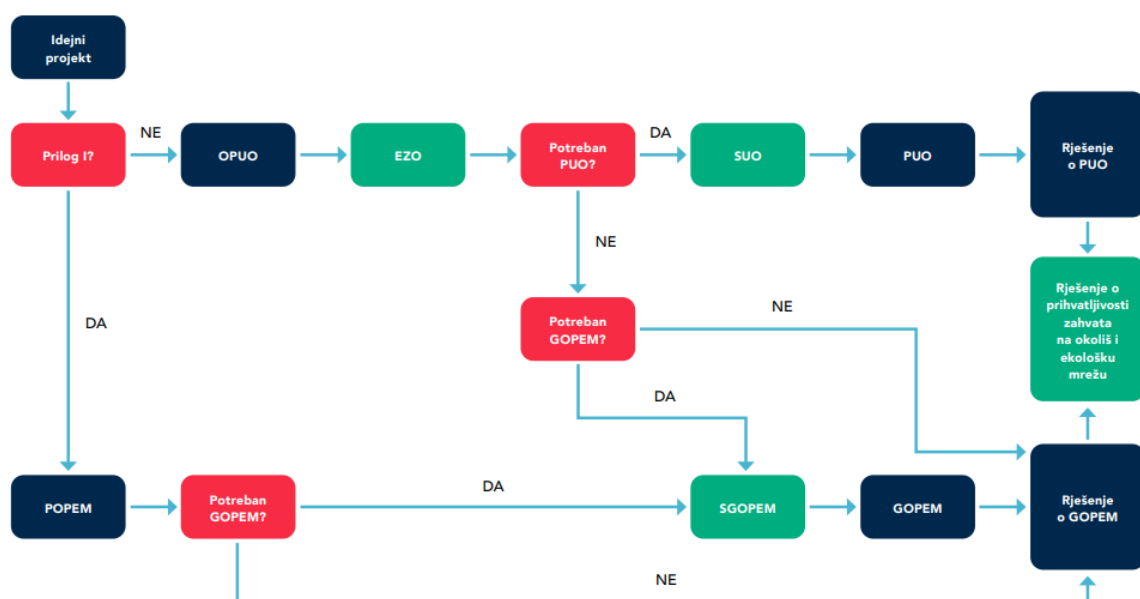 Idejni
projekt
Prilog I?
NE
OPUO
EZO
Potreban
PUO?
DA
SUO
PUO
Rješenje
o PUO
NE
DA
Potreban
GOPEM?
NE
Rješenje o
prihvatljivosti
zahvata
na okoliš i
ekološku
mrežu
DA
POPEM
Potreban
GOPEM?
DA
SGOPEM
GOPEM
Rješenje
o GOPEM
NE